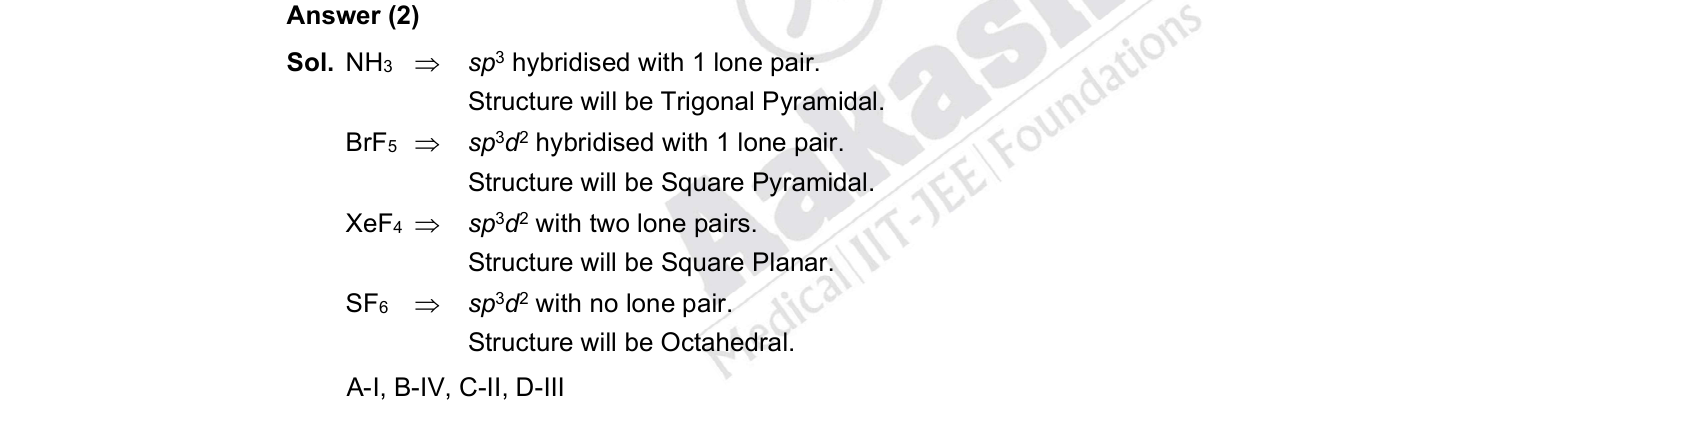 Answer (2)
Sol. NH₃ ⇒ sp³ hybridised with 1 lone pair.
Structure will be Trigonal Pyramidal.
BrF₅ ⇒ sp³d² hybridised with 1 lone pair.
Structure will be Square Pyramidal.
XeF₄ ⇒ sp³d² with two lone pairs.
Structure will be Square Planar.
SF₆ ⇒ sp³d² with no lone pair.
Structure will be Octahedral.
A-I, B-IV, C-II, D-III
Aakash
Medical|IIT-JEE|Foundations